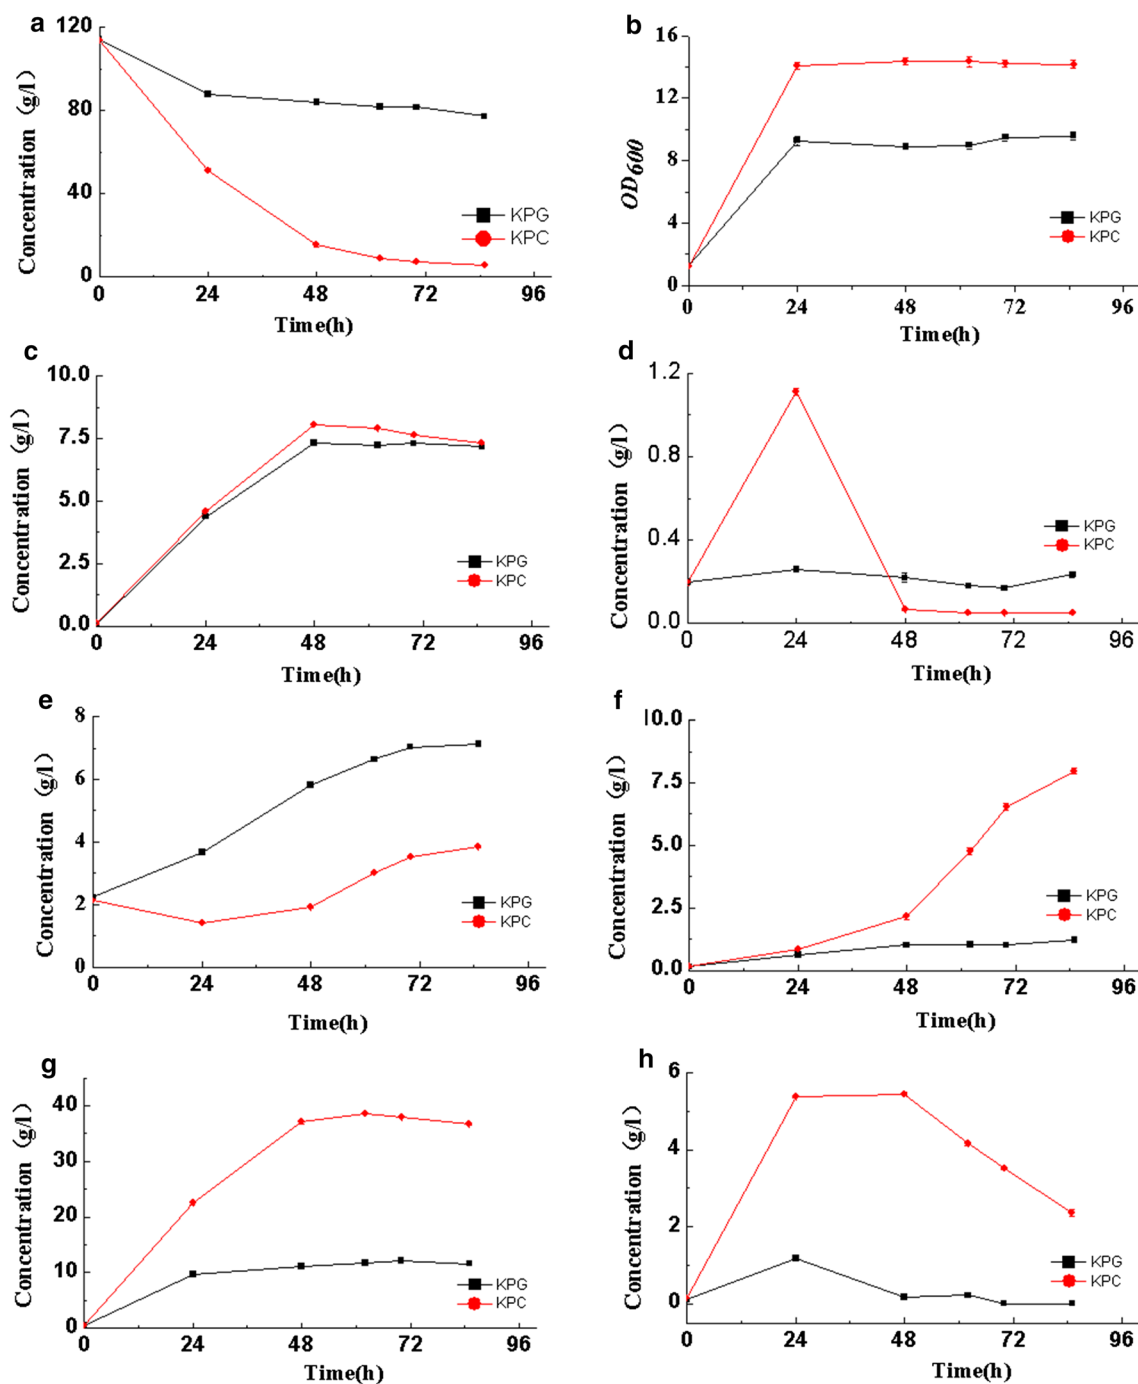 a
120
80
40
0
Concentration (g/l)
KPG
KPC
0 24 48 72 96
Time(h)
b
16
12
8
4
0
OD600
KPG
KPC
0 24 48 72 96
Time(h)
c
10.0
7.5
5.0
2.5
0.0
Concentration (g/l)
KPG
KPC
0 24 48 72 96
Time(h)
d
1.2
0.8
0.4
0.0
Concentration (g/l)
KPG
KPC
0 24 48 72 96
Time(h)
e
8
6
4
2
0
Concentration (g/l)
KPG
KPC
0 24 48 72 96
Time(h)
f
10.0
7.5
5.0
2.5
0.0
Concentration (g/l)
KPG
KPC
0 24 48 72 96
Time(h)
g
40
30
20
10
0
Concentration (g/l)
KPG
KPC
0 24 48 72 96
Time(h)
h
6
4
2
0
Concentration (g/l)
KPG
KPC
0 24 48 72 96
Time(h)